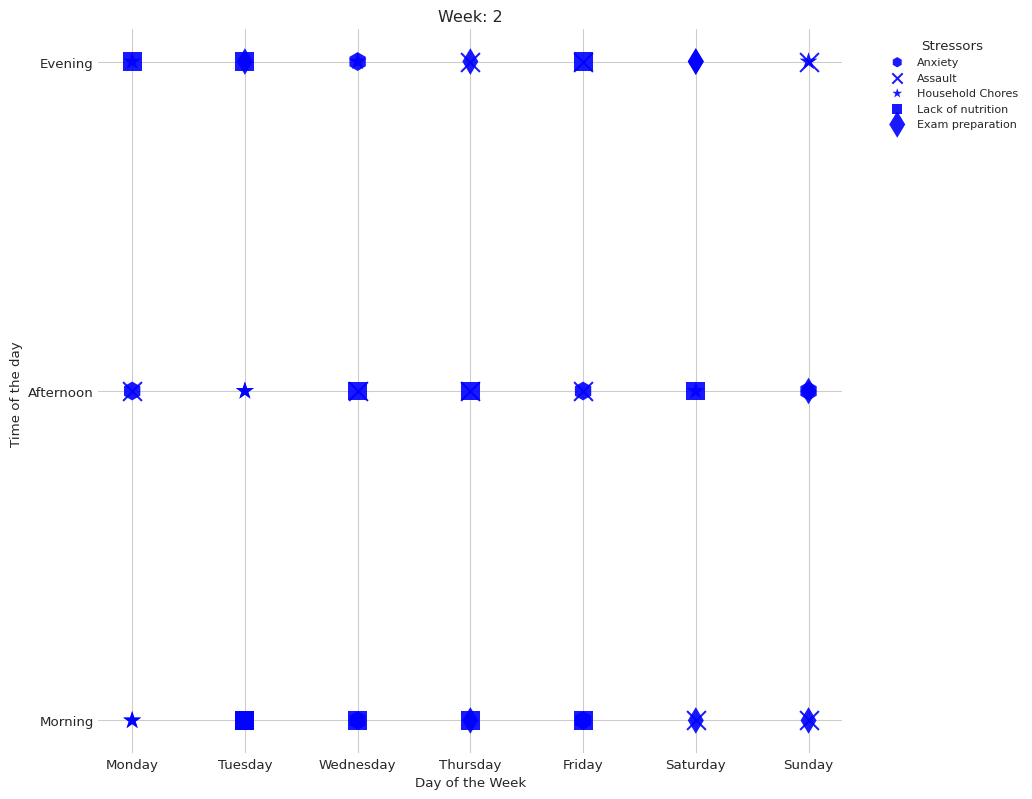 Week: 2
Stressors
Anxiety
Assault
Household Chores
Lack of nutrition
Exam preparation
Evening
Afternoon
Morning
Time of the day
Monday
Tuesday
Wednesday
Thursday
Friday
Saturday
Sunday
Day of the Week